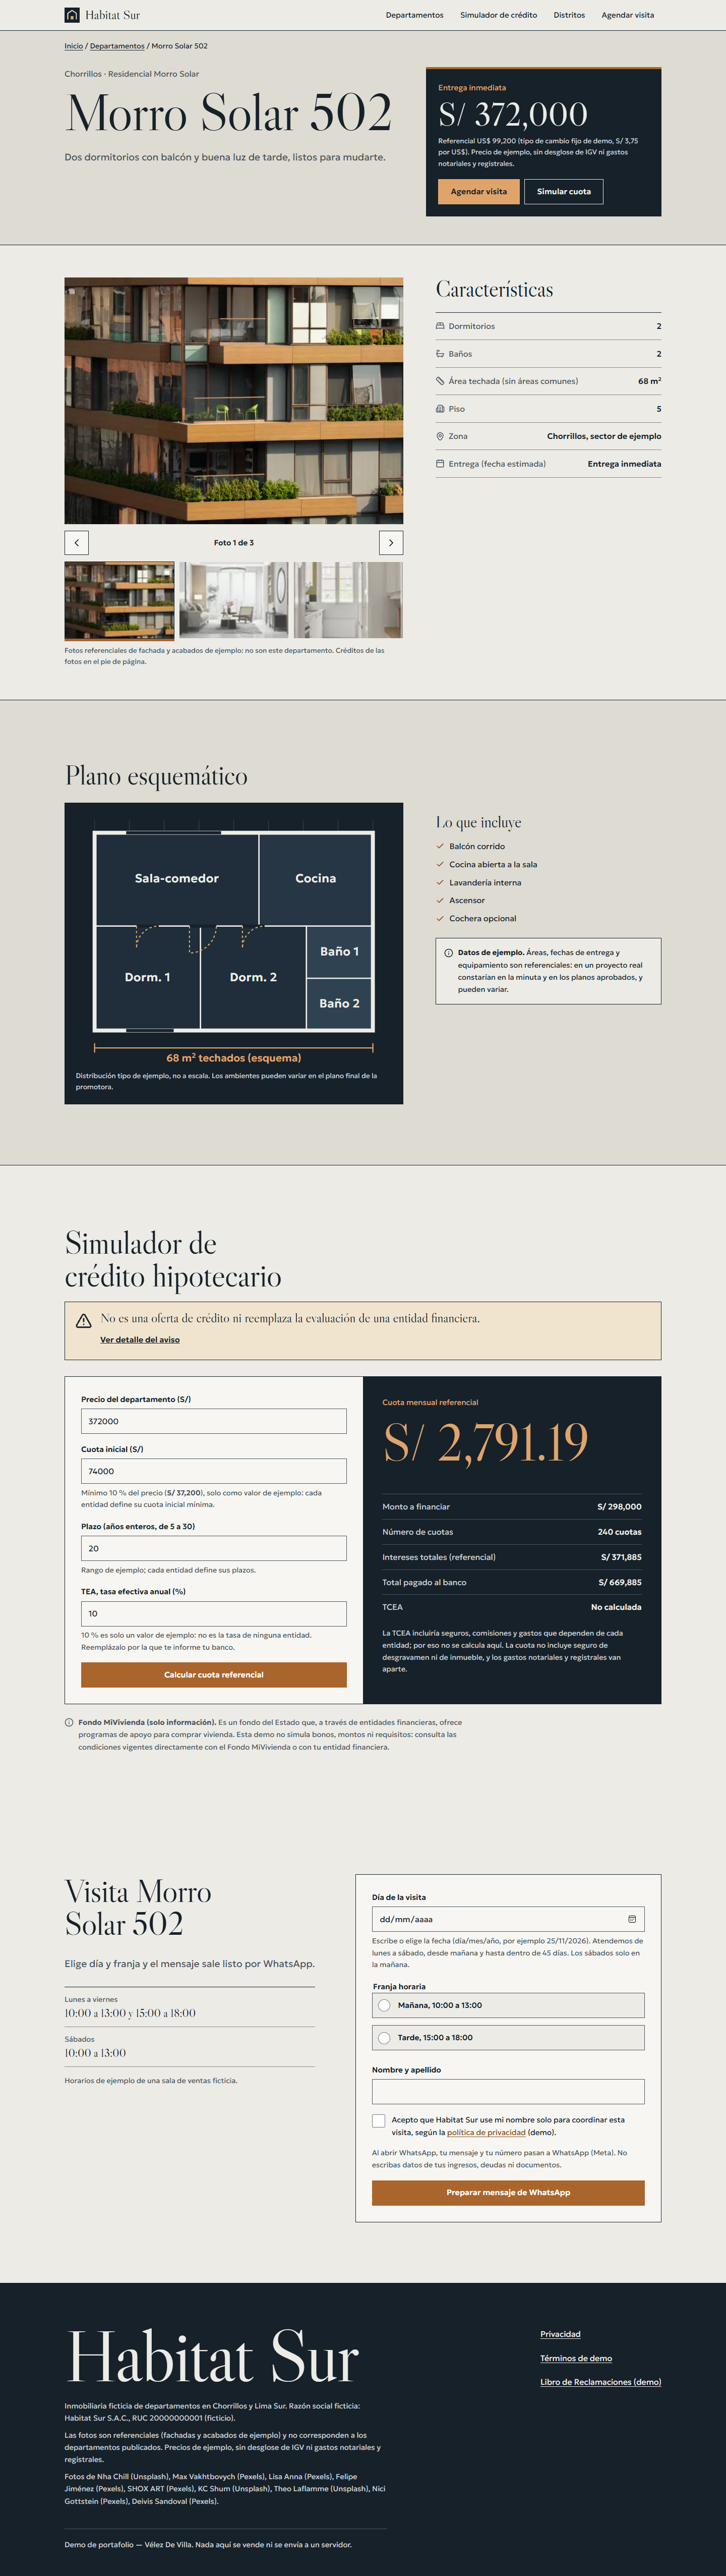 Habitat Sur
Departamentos
Simulador de crédito
Distritos
Agendar visita
Inicio / Departamentos / Morro Solar 502
Chorrillos · Residencial Morro Solar
Morro Solar 502
Dos dormitorios con balcón y buena luz de tarde, listos para mudarte.
Entrega inmediata
S/ 372,000
Referencial US$ 99,200 (tipo de cambio fijo de demo, S/ 3,75
por US$). Precio de ejemplo, sin desglose de IGV ni gastos
notariales y registrales.
Agendar visita
Simular cuota
Foto 1 de 3
Fotos referenciales de fachada y acabados de ejemplo: no son este departamento. Créditos de las
fotos en el pie de página.
Características
Dormitorios 2
Baños 2
Área techada (sin áreas comunes) 68 m²
Piso 5
Zona Chorrillos, sector de ejemplo
Entrega (fecha estimada) Entrega inmediata
Plano esquemático
Sala-comedor
Cocina
Dorm. 1
Dorm. 2
Baño 1
Baño 2
68 m² techados (esquema)
Distribución tipo de ejemplo, no a escala. Los ambientes pueden variar en el plano final de la
promotora.
Lo que incluye
Balcón corrido
Cocina abierta a la sala
Lavandería interna
Ascensor
Cochera opcional
Datos de ejemplo. Áreas, fechas de entrega y
equipamiento son referenciales: en un proyecto real
constarían en la minuta y en los planos aprobados, y
pueden variar.
Simulador de
crédito hipotecario
No es una oferta de crédito ni reemplaza la evaluación de una entidad financiera.
Ver detalle del aviso
Precio del departamento (S/)
372000
Cuota inicial (S/)
74000
Mínimo 10 % del precio (S/ 37,200), solo como valor de ejemplo: cada
entidad define su cuota inicial mínima.
Plazo (años enteros, de 5 a 30)
20
Rango de ejemplo; cada entidad define sus plazos.
TEA, tasa efectiva anual (%)
10
10 % es solo un valor de ejemplo: no es la tasa de ninguna entidad.
Reemplázalo por la que te informe tu banco.
Calcular cuota referencial
Cuota mensual referencial
S/ 2,791.19
Monto a financiar S/ 298,000
Número de cuotas 240 cuotas
Intereses totales (referencial) S/ 371,885
Total pagado al banco S/ 669,885
TCEA No calculada
La TCEA incluiría seguros, comisiones y gastos que dependen de cada
entidad; por eso no se calcula aquí. La cuota no incluye seguro de
desgravamen ni de inmueble, y los gastos notariales y registrales van
aparte.
Fondo MiVivienda (solo información). Es un fondo del Estado que, a través de entidades financieras, ofrece
programas de apoyo para comprar vivienda. Esta demo no simula bonos, montos ni requisitos: consulta las
condiciones vigentes directamente con el Fondo MiVivienda o con tu entidad financiera.
Visita Morro
Solar 502
Elige día y franja y el mensaje sale listo por WhatsApp.
Lunes a viernes
10:00 a 13:00 y 15:00 a 18:00
Sábados
10:00 a 13:00
Horarios de ejemplo de una sala de ventas ficticia.
Día de la visita
dd/mm/aaaa
Escribe o elige la fecha (día/mes/año, por ejemplo 25/11/2026). Atendemos de
lunes a sábado, desde mañana y hasta dentro de 45 días. Los sábados solo en
la mañana.
Franja horaria
Mañana, 10:00 a 13:00
Tarde, 15:00 a 18:00
Nombre y apellido
Acepto que Habitat Sur use mi nombre solo para coordinar esta
visita, según la política de privacidad (demo).
Al abrir WhatsApp, tu mensaje y tu número pasan a WhatsApp (Meta). No
escribas datos de tus ingresos, deudas ni documentos.
Preparar mensaje de WhatsApp
Habitat Sur
Inmobiliaria ficticia de departamentos en Chorrillos y Lima Sur. Razón social ficticia:
Habitat Sur S.A.C., RUC 20000000001 (ficticio).
Las fotos son referenciales (fachadas y acabados de ejemplo) y no corresponden a los
departamentos publicados. Precios de ejemplo, sin desglose de IGV ni gastos notariales y
registrales.
Fotos de Nha Chill (Unsplash), Max Vakhtbovych (Pexels), Lisa Anna (Pexels), Felipe
Jiménez (Pexels), SHOX ART (Pexels), KC Shum (Unsplash), Theo Laflamme (Unsplash), Nici
Gottstein (Pexels), Deivis Sandoval (Pexels).
Demo de portafolio — Vélez De Villa. Nada aquí se vende ni se envía a un servidor.
Privacidad
Términos de demo
Libro de Reclamaciones (demo)